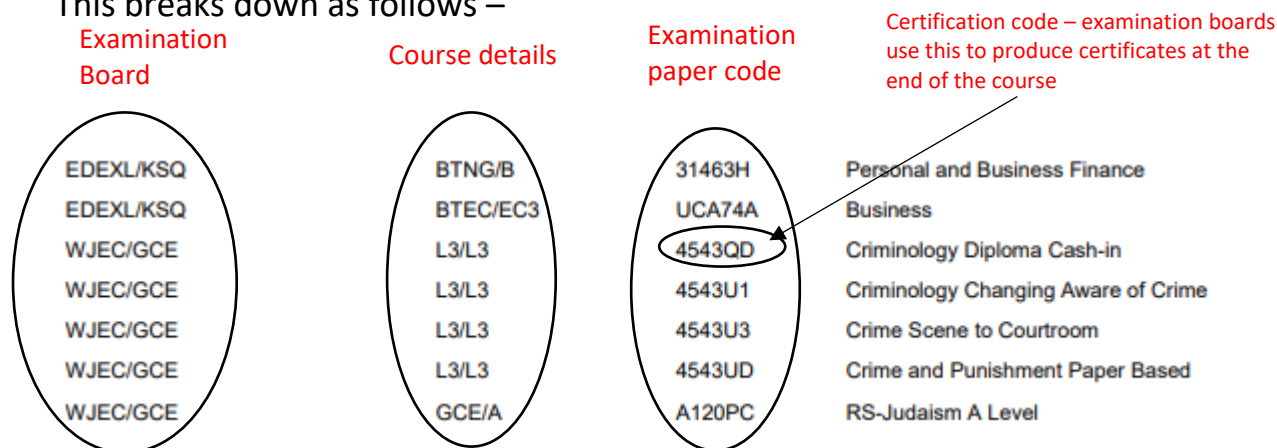 This breaks down as follows –
Examination
Board
Course details
Examination
paper code
Certification code – examination boards
use this to produce certificates at the
end of the course
EDEXL/KSQ BTNG/B 31463H Personal and Business Finance
EDEXL/KSQ BTEC/EC3 UCA74A Business
WJEC/GCE L3/L3 4543QD Criminology Diploma Cash-in
WJEC/GCE L3/L3 4543U1 Criminology Changing Aware of Crime
WJEC/GCE L3/L3 4543U3 Crime Scene to Courtroom
WJEC/GCE L3/L3 4543UD Crime and Punishment Paper Based
WJEC/GCE GCE/A A120PC RS-Judaism A Level